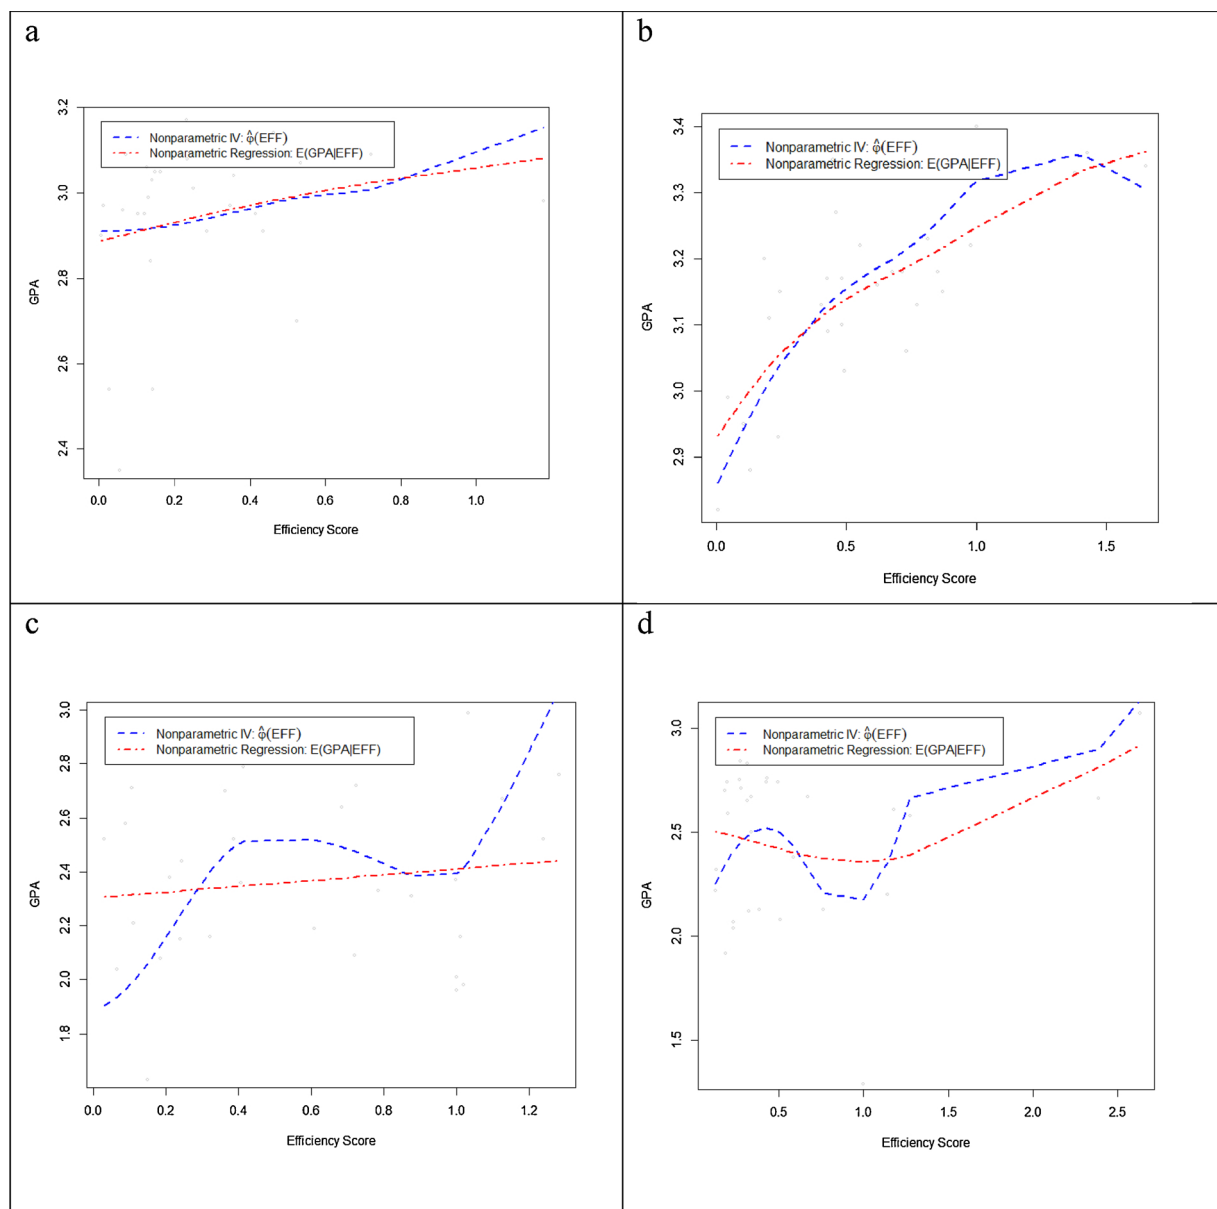 a
Nonparametric IV: φ̂(EFF)
Nonparametric Regression: E(GPA|EFF)
3.2
3.0
2.8
2.6
2.4
GPA
0.0 0.2 0.4 0.6 0.8 1.0
Efficiency Score
b
Nonparametric IV: φ̂(EFF)
Nonparametric Regression: E(GPA|EFF)
3.4
3.3
3.2
3.1
3.0
2.9
GPA
0.0 0.5 1.0 1.5
Efficiency Score
c
Nonparametric IV: φ̂(EFF)
Nonparametric Regression: E(GPA|EFF)
3.0
2.8
2.6
2.4
2.2
2.0
1.8
GPA
0.0 0.2 0.4 0.6 0.8 1.0 1.2
Efficiency Score
d
Nonparametric IV: φ̂(EFF)
Nonparametric Regression: E(GPA|EFF)
3.0
2.5
2.0
1.5
GPA
0.5 1.0 1.5 2.0 2.5
Efficiency Score